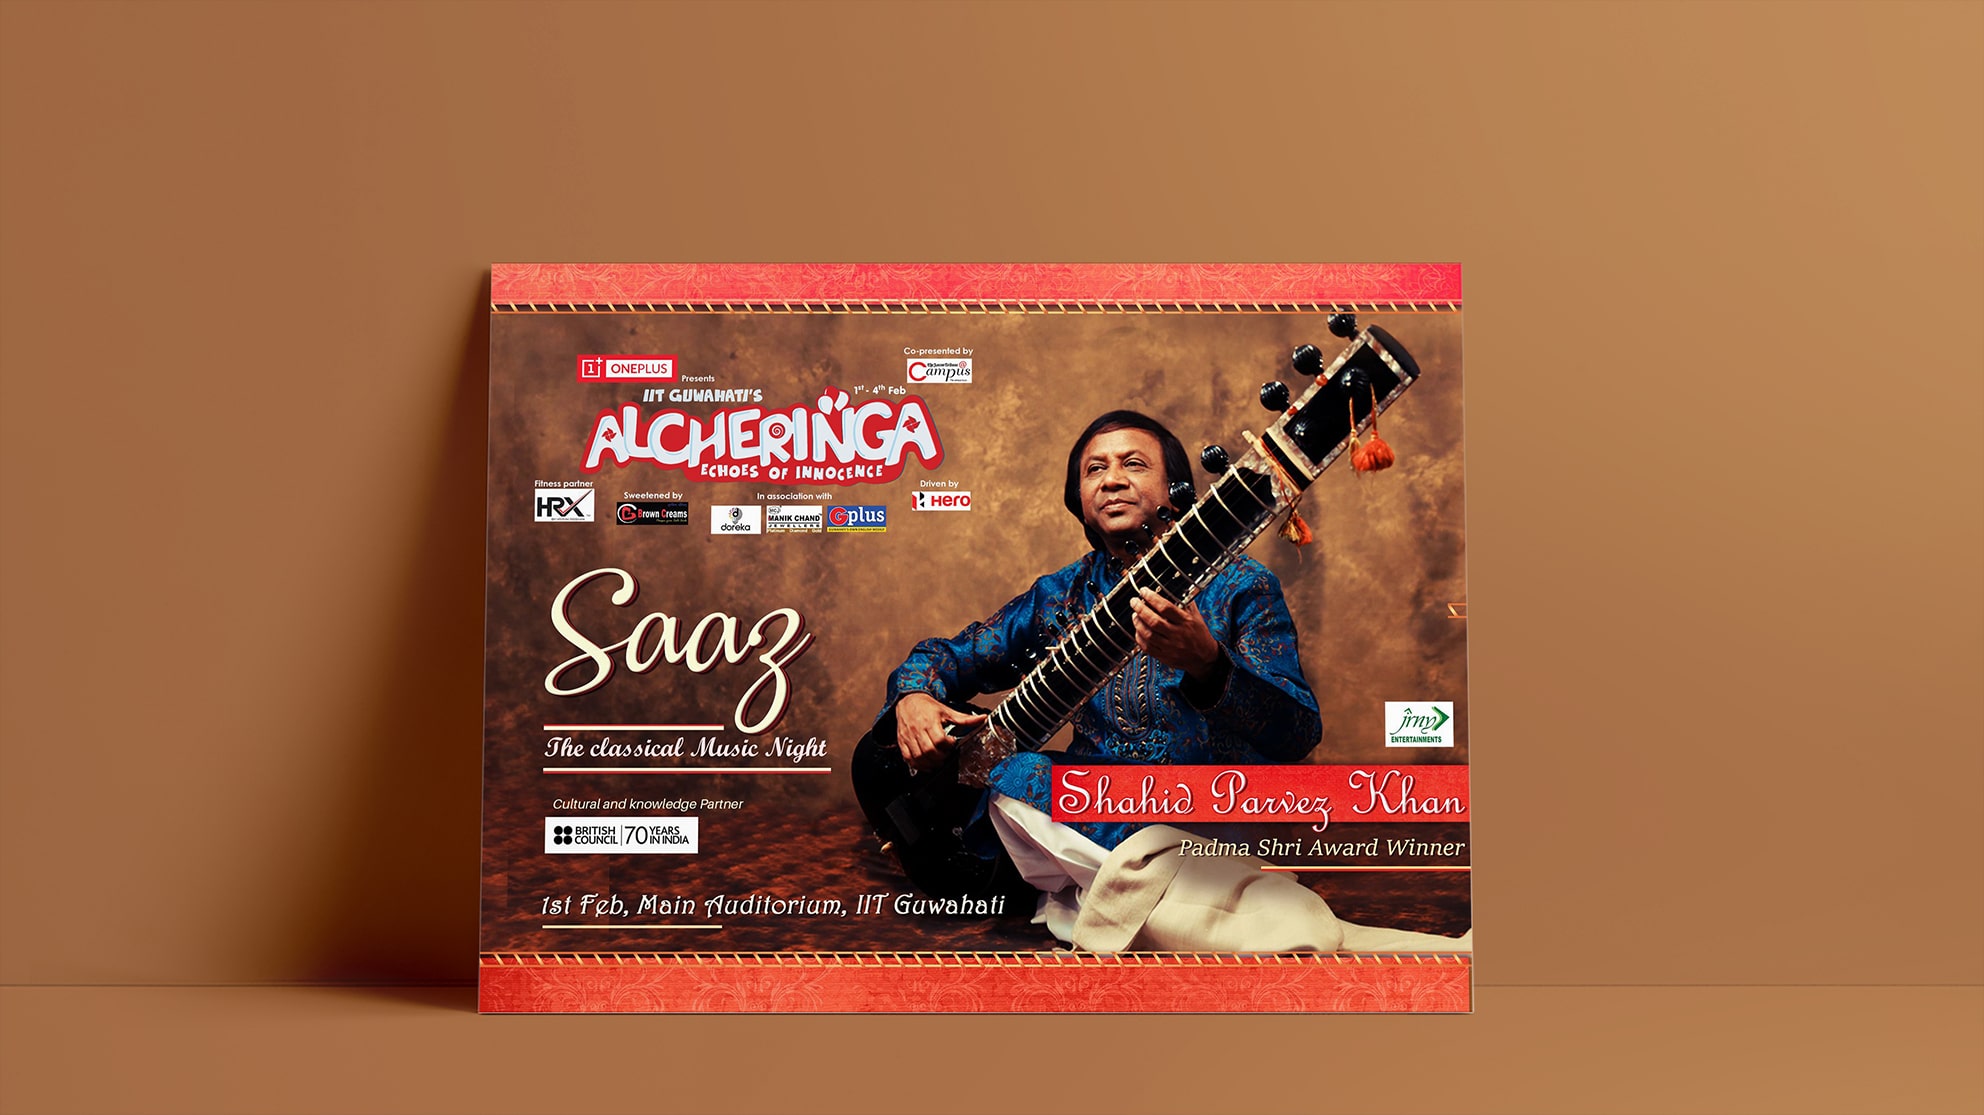 ONEPLUS
Presents
Co-presented by
Campus
IIT GUWAHATI'S
1st - 4th Feb
ALCHERINGA
ECHOES OF INNOCENCE
Fitness partner
HRX
Sweetened by
Brown Creams
In association with
doreka
MANIK CHAND
JEWELLERS
Gplus
Driven by
Hero
Saaz
The classical Music Night
Cultural and knowledge Partner
BRITISH COUNCIL 70 YEARS IN INDIA
1st Feb, Main Auditorium, IIT Guwahati
jrny
ENTERTAINMENTS
Shahid Parvez Khan
Padma Shri Award Winner